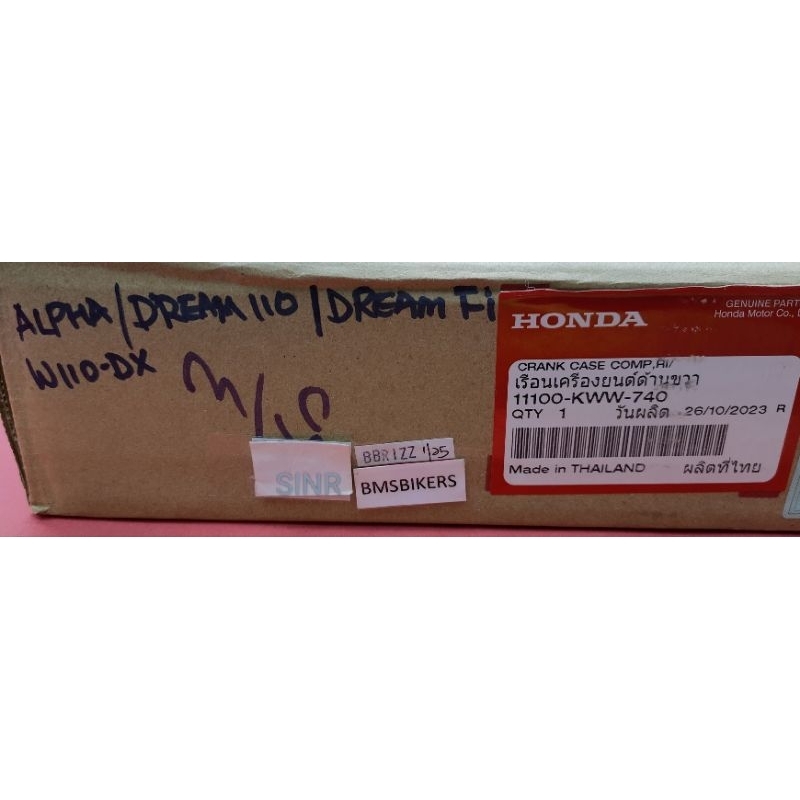 ALPHA/DREAM 110/DREAM Fi
W110-DX
SINR
BBRIZZ 1/25
BMSBIKERS
GENUINE PART
Honda Motor Co.,
HONDA
CRANK CASE COMP,RI/
เรือนเครื่องยนต์ด้านขวา
11100-KWW-740
QTY 1 วันผลิต 26/10/2023 R
Made in THAILAND ผลิตที่ไทย